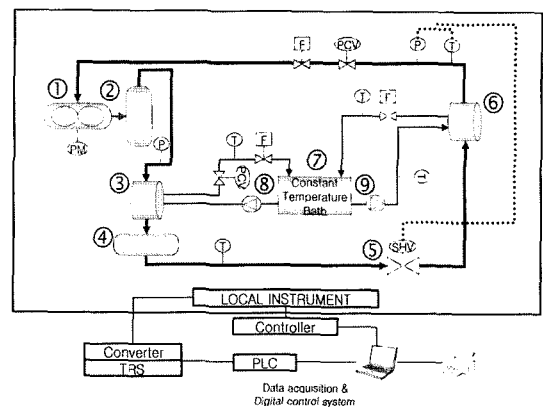 F
PCV
P
T
①
②
⑥
PM
P
T
F
T
F
⑦
③
PCV
⑧
Constant
Temperature
Bath
⑨
T
④
T
⑤
SHV
LOCAL INSTRUMENT
Controller
Converter
TRS
PLC
Data acquisition &
Digital control system